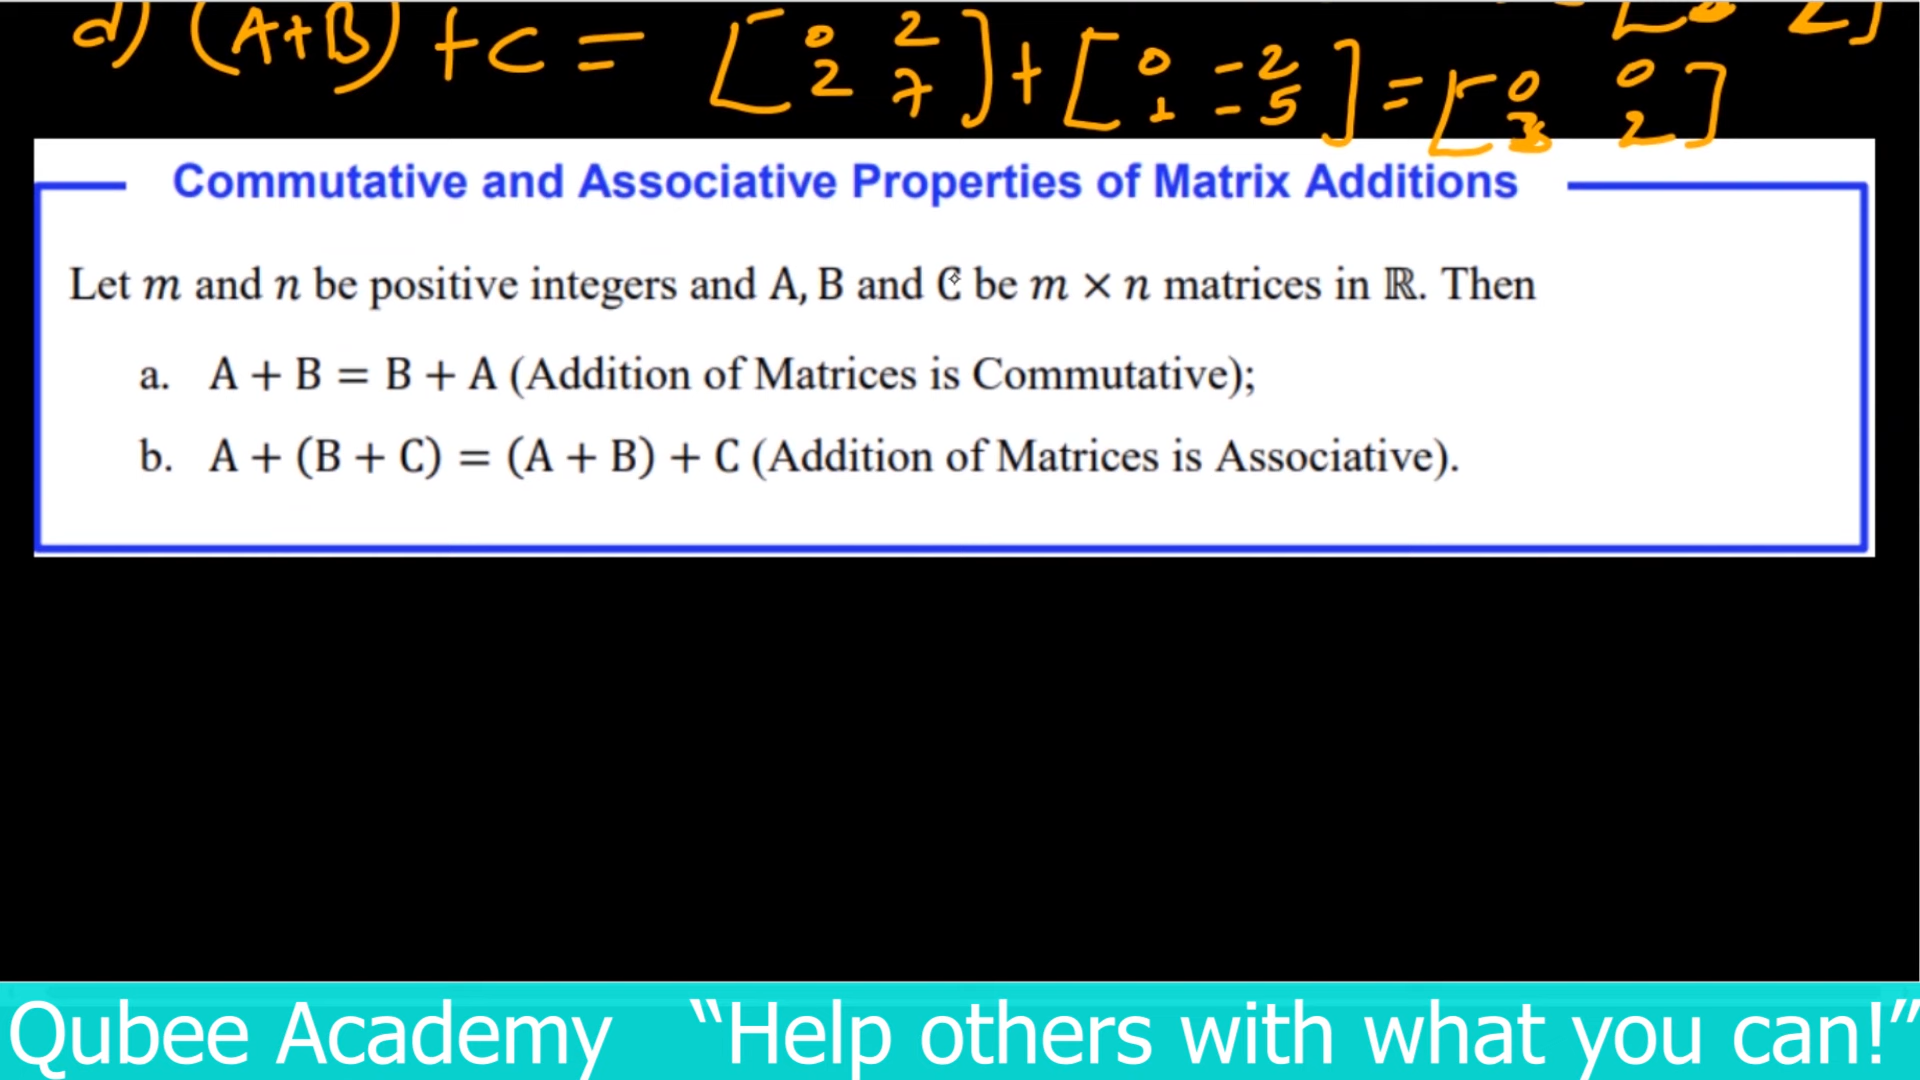 d) (A+B) + C = [0 2 + [0 -2 = [0 0
2 7] 1 -5] 3 2]
Commutative and Associative Properties of Matrix Additions
Let m and n be positive integers and A, B and C be m × n matrices in ℝ. Then
a. A + B = B + A (Addition of Matrices is Commutative);
b. A + (B + C) = (A + B) + C (Addition of Matrices is Associative).
Qubee Academy “Help others with what you can!”